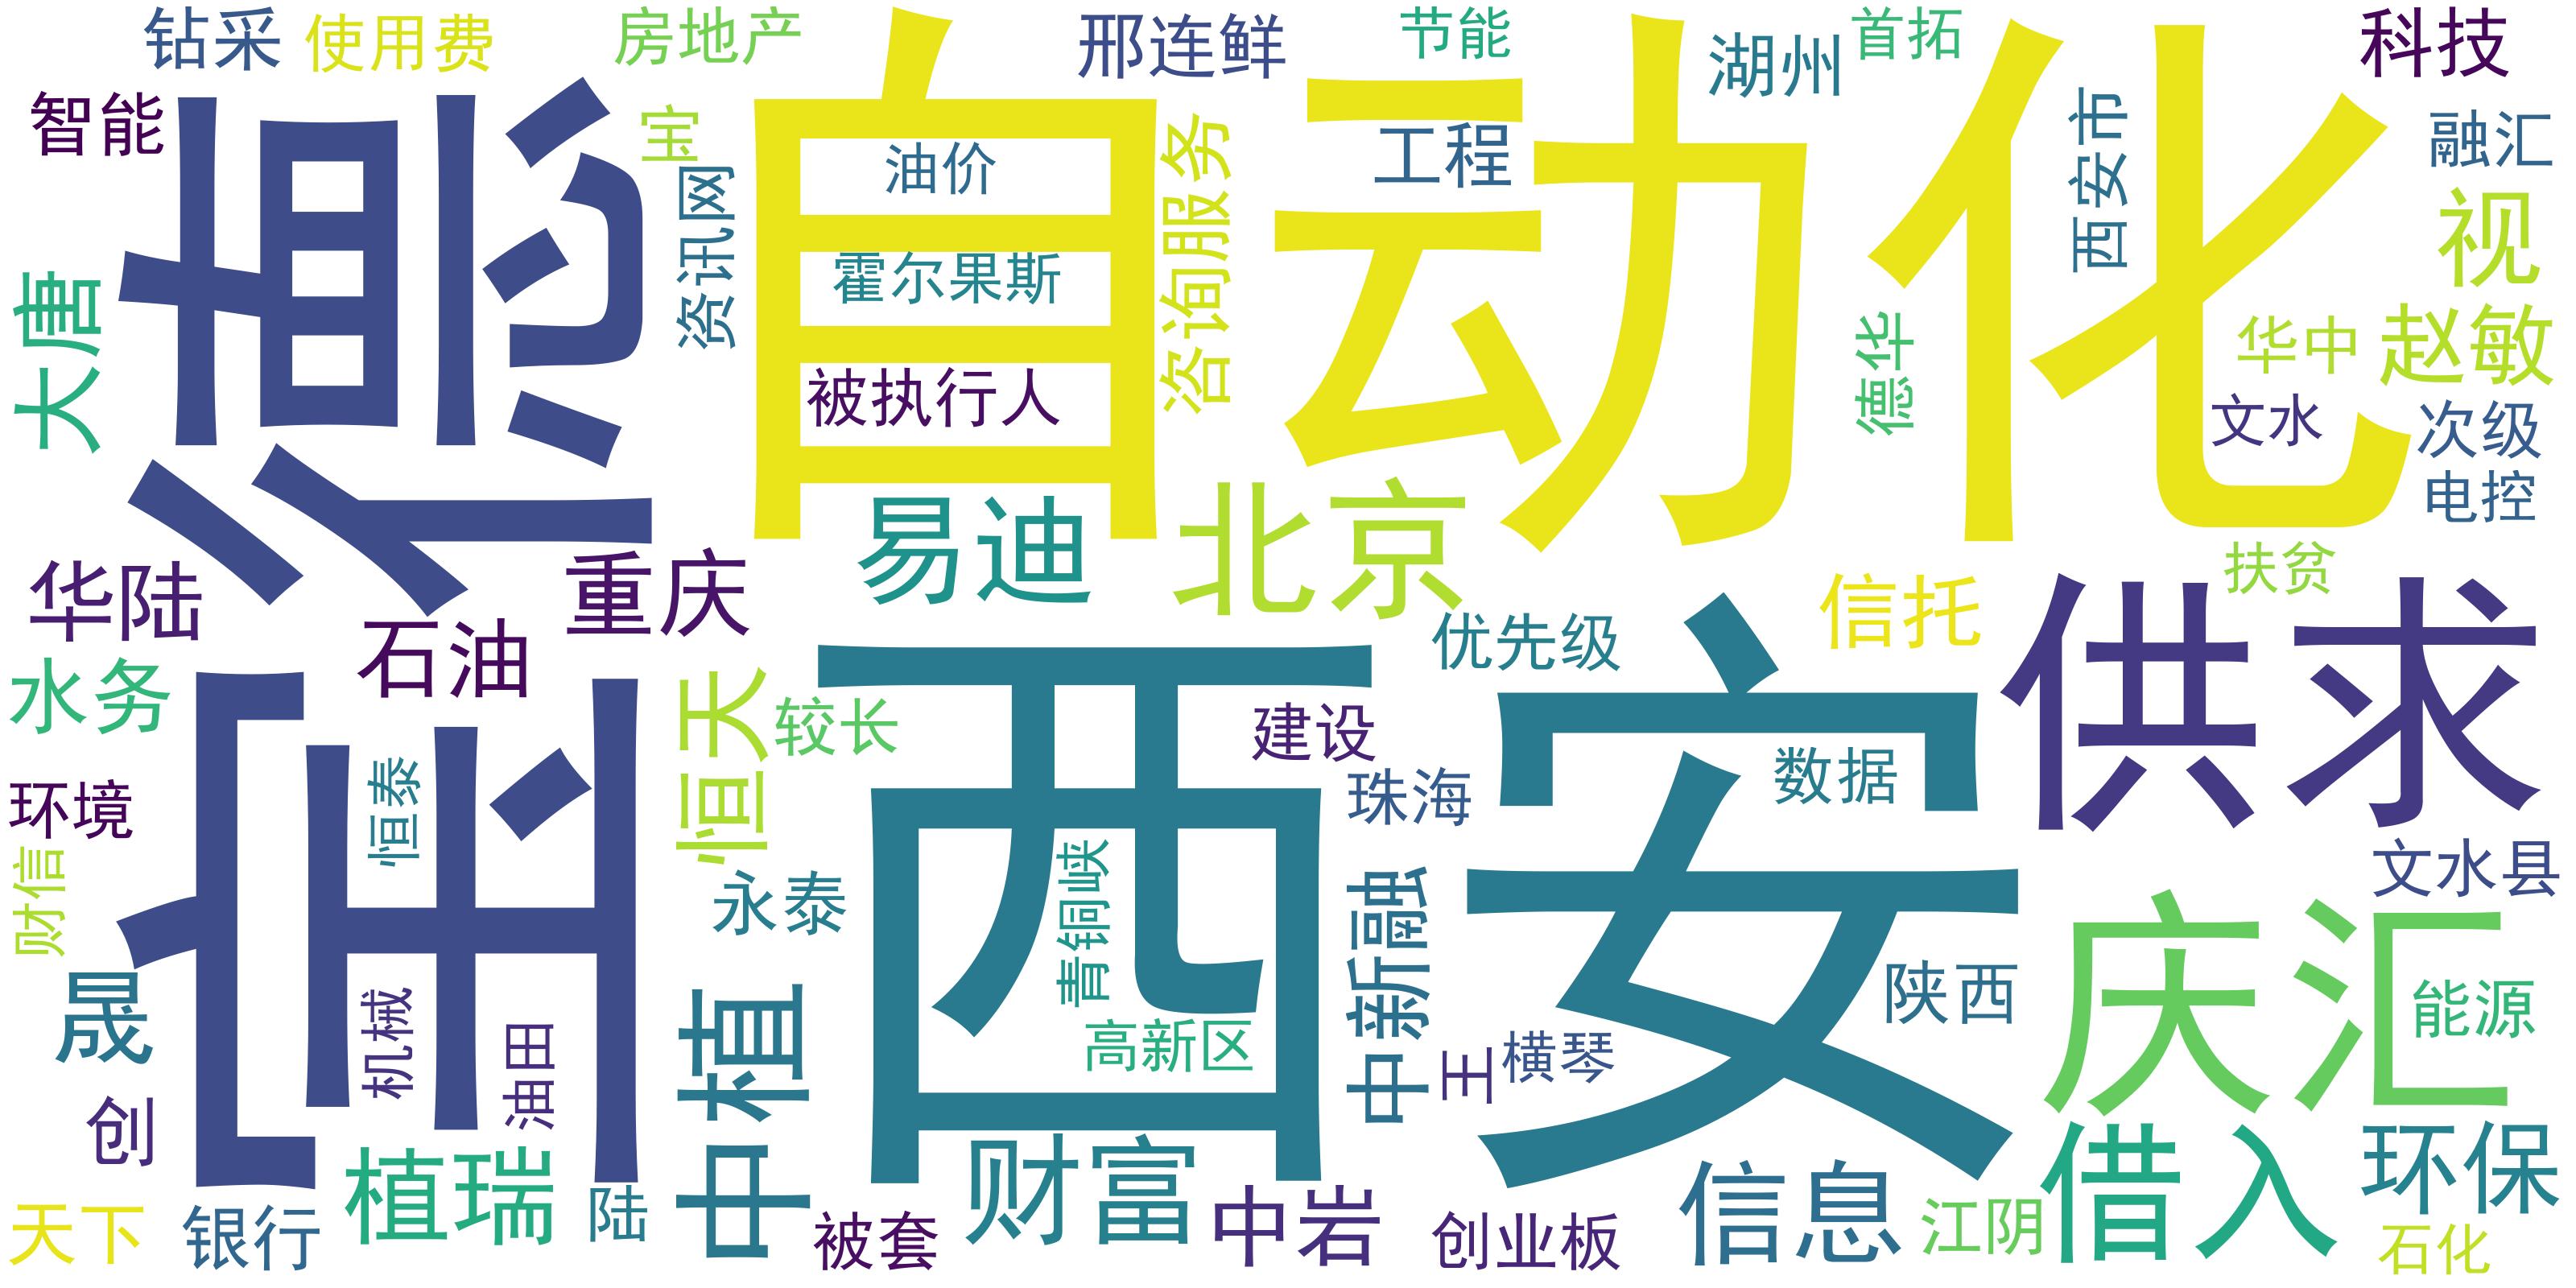 钻采
使用费
房地产
邢连鲜
节能
湖州
首拓
科技
智能
宝德
自动化
油价
工程
西安市
融汇
宝
资讯网
咨询服务
霍尔果斯
视
大唐
被执行人
德华
华中
赵敏
文水
次级
电控
易迪
北京
扶贫
华陆
重庆
石油
优先级
信托
供求
水务
恒天
较长
西安
建设
数据
环境
恒泰
珠海
财信
永泰
青铜峡
中新融
文水县
庆汇
晟
机械
油田
中植
高新区
王
横琴
陕西
能源
创
植瑞
陆
财富
中岩
信息
借入
环保
天下
银行
被套
创业板
江阴
石化